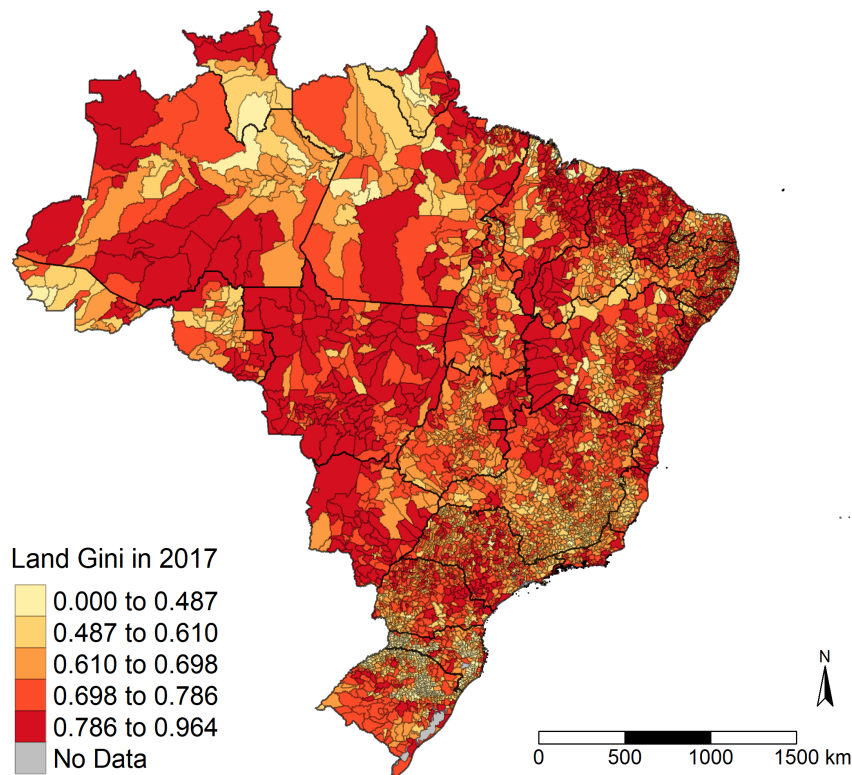 N
Land Gini in 2017
0.000 to 0.487
0.487 to 0.610
0.610 to 0.698
0.698 to 0.786
0.786 to 0.964
No Data
0 500 1000 1500 km